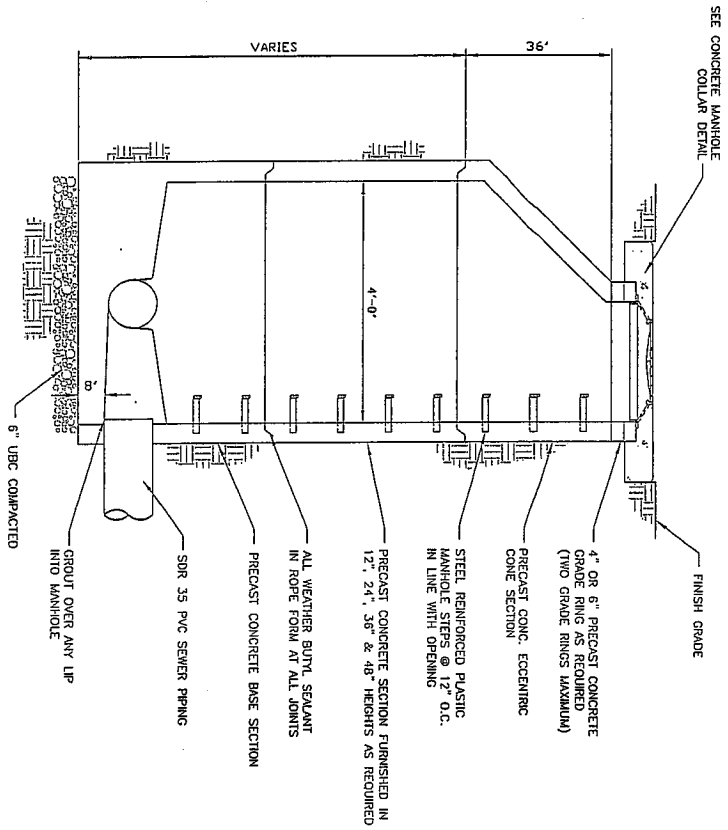 SEE CONCRETE MANHOLE
COLLAR DETAIL
FINISH GRADE
36'
VARIES
4'-0'
8'
4" OR 6" PRECAST CONCRETE
GRADE RING AS REQUIRED
(TWO GRADE RINGS MAXIMUM)
PRECAST CONC. ECCENTRIC
CONE SECTION
STEEL REINFORCED PLASTIC
MANHOLE STEPS @ 12" O.C.
IN LINE WITH OPENING
PRECAST CONCRETE SECTION FURNISHED IN
12", 24", 36" & 48" HEIGHTS AS REQUIRED
ALL WEATHER BUTYL SEALANT
IN ROPE FORM AT ALL JOINTS
PRECAST CONCRETE BASE SECTION
SDR 35 PVC SEWER PIPING
GROUT OVER ANY LIP
INTO MANHOLE
6" UBC COMPACTED